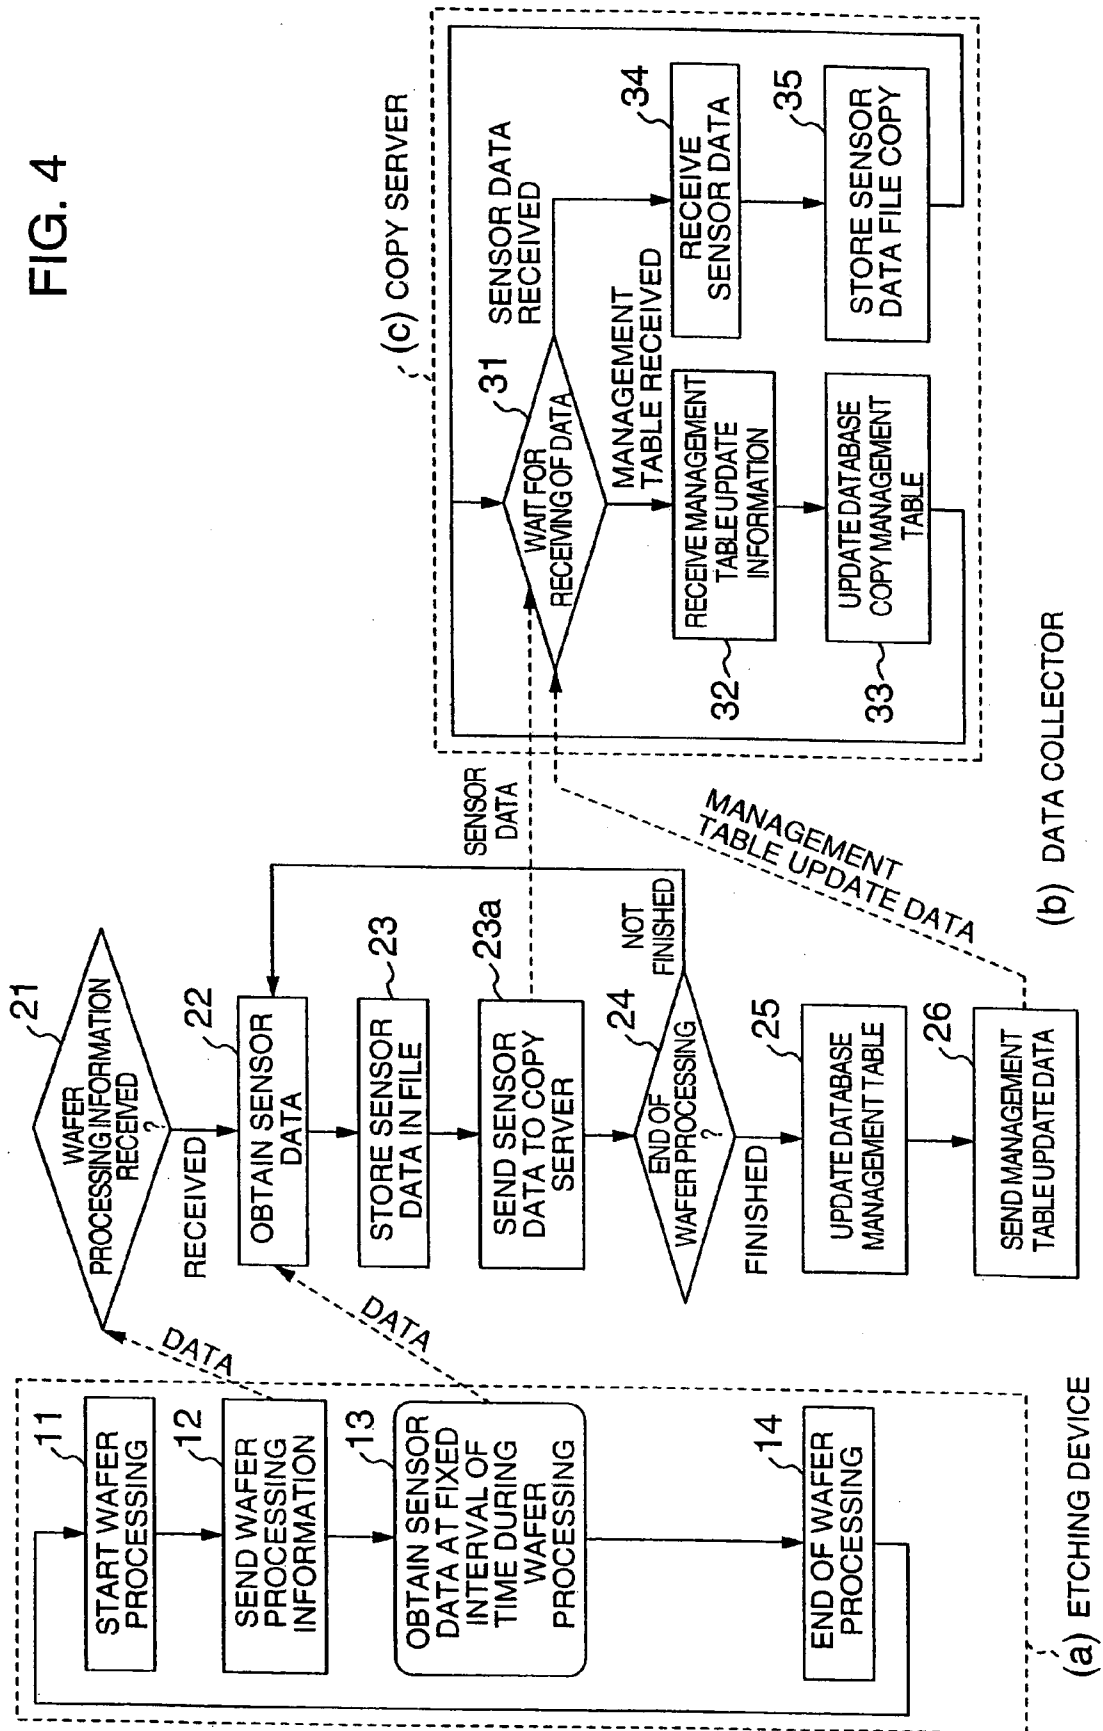 FIG. 4
11
START WAFER
PROCESSING
12
SEND WAFER
PROCESSING
INFORMATION
13
OBTAIN SENSOR
DATA AT FIXED
INTERVAL OF
TIME DURING
WAFER
PROCESSING
14
END OF WAFER
PROCESSING
(a) ETCHING DEVICE
DATA
DATA
21
WAFER
PROCESSING INFORMATION
RECEIVED
?
RECEIVED
22
OBTAIN SENSOR
DATA
23
STORE SENSOR
DATA IN FILE
23a
SEND SENSOR
DATA TO COPY
SERVER
24
END OF
WAFER PROCESSING
?
NOT
FINISHED
FINISHED
25
UPDATE DATABASE
MANAGEMENT TABLE
26
SEND MANAGEMENT
TABLE UPDATE DATA
(b) DATA COLLECTOR
SENSOR
DATA
MANAGEMENT
TABLE UPDATE DATA
(c) COPY SERVER
31
WAIT FOR
RECEIVING OF DATA
SENSOR DATA
RECEIVED
MANAGEMENT
TABLE RECEIVED
32
RECEIVE MANAGEMENT
TABLE UPDATE
INFORMATION
33
UPDATE DATABASE
COPY MANAGEMENT
TABLE
34
RECEIVE
SENSOR DATA
35
STORE SENSOR
DATA FILE COPY